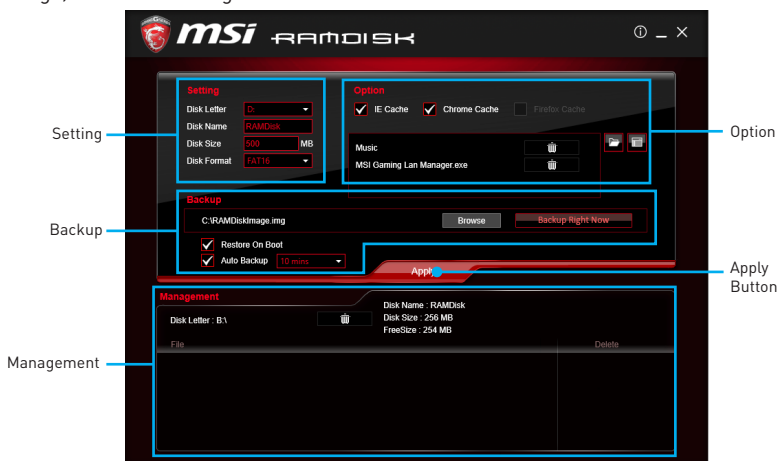 msi RAMDISK
Setting
Disk Letter D:
Disk Name RAMDisk
Disk Size 500 MB
Disk Format FAT16
Option
IE Cache Chrome Cache Firefox Cache
Music
MSI Gaming Lan Manager.exe
Setting
Option
Backup
C:\RAMDiskImage.img Browse Backup Right Now
Restore On Boot
Auto Backup 10 mins
Backup
Apply
Apply
Button
Management
Disk Letter : B:\
Disk Name : RAMDisk
Disk Size : 256 MB
FreeSize : 254 MB
File Delete
Management